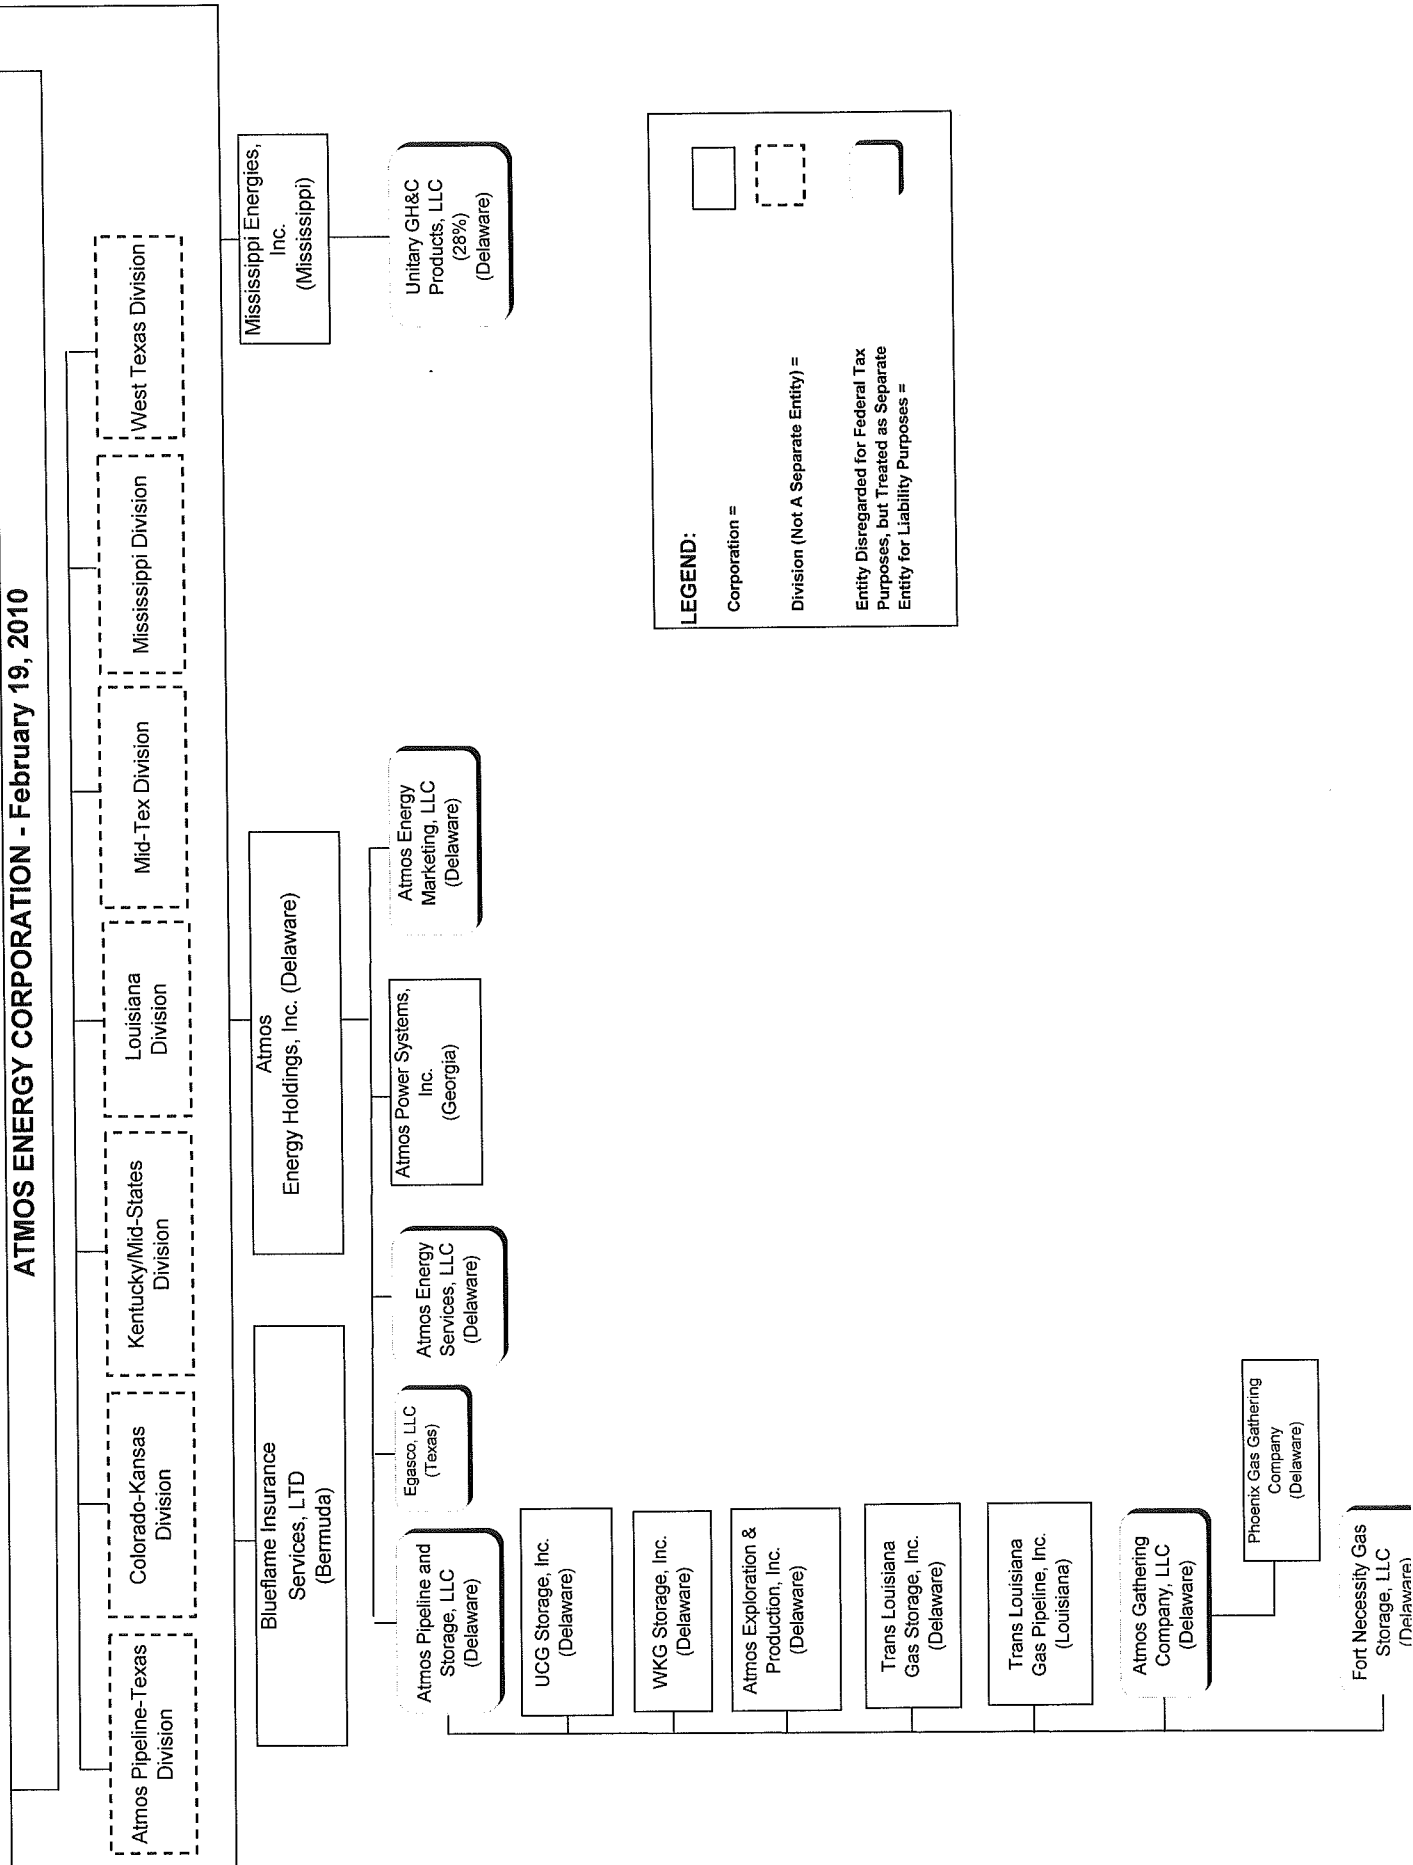 ATMOS ENERGY CORPORATION - February 19, 2010
Atmos Pipeline-Texas
Division
Colorado-Kansas
Division
Kentucky/Mid-States
Division
Louisiana
Division
Mid-Tex Division
Mississippi Division
West Texas Division
Blueflame Insurance
Services, LTD
(Bermuda)
Atmos
Energy Holdings, Inc. (Delaware)
Mississippi Energies,
Inc.
(Mississippi)
Atmos Pipeline and
Storage, LLC
(Delaware)
Egasco, LLC
(Texas)
Atmos Energy
Services, LLC
(Delaware)
Atmos Power Systems,
Inc.
(Georgia)
Atmos Energy
Marketing, LLC
(Delaware)
Unitary GH&C
Products, LLC
(28%)
(Delaware)
UCG Storage, Inc.
(Delaware)
WKG Storage, Inc.
(Delaware)
Atmos Exploration &
Production, Inc.
(Delaware)
Trans Louisiana
Gas Storage, Inc.
(Delaware)
Trans Louisiana
Gas Pipeline, Inc.
(Louisiana)
Atmos Gathering
Company, LLC
(Delaware)
Phoenix Gas Gathering
Company
(Delaware)
Fort Necessity Gas
Storage, LLC
(Delaware)
LEGEND:
Corporation =
Division (Not A Separate Entity) =
Entity Disregarded for Federal Tax
Purposes, but Treated as Separate
Entity for Liability Purposes =